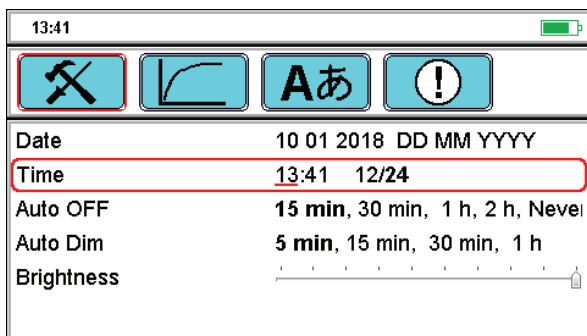 13:41
Aあ
Date 10 01 2018 DD MM YYYY
Time 13:41 12/24
Auto OFF 15 min, 30 min, 1 h, 2 h, Never
Auto Dim 5 min, 15 min, 30 min, 1 h
Brightness